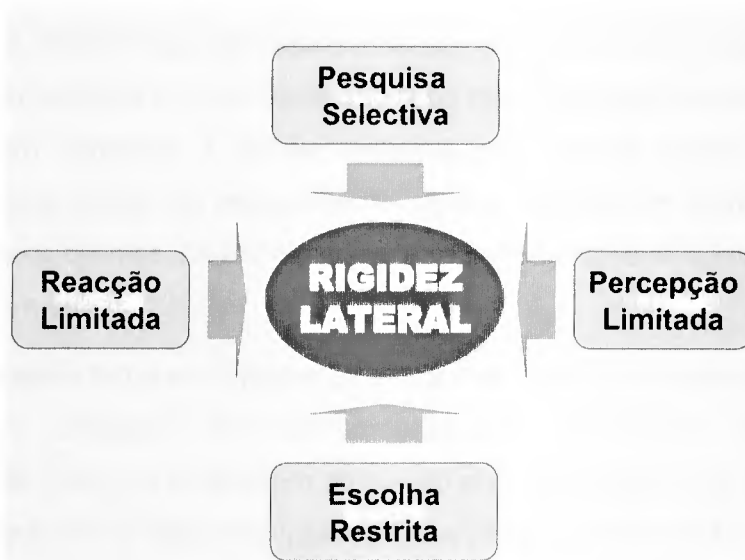 Pesquisa
Selectiva
Reacção
Limitada
RIGIDEZ
LATERAL
Percepção
Limitada
Escolha
Restrita